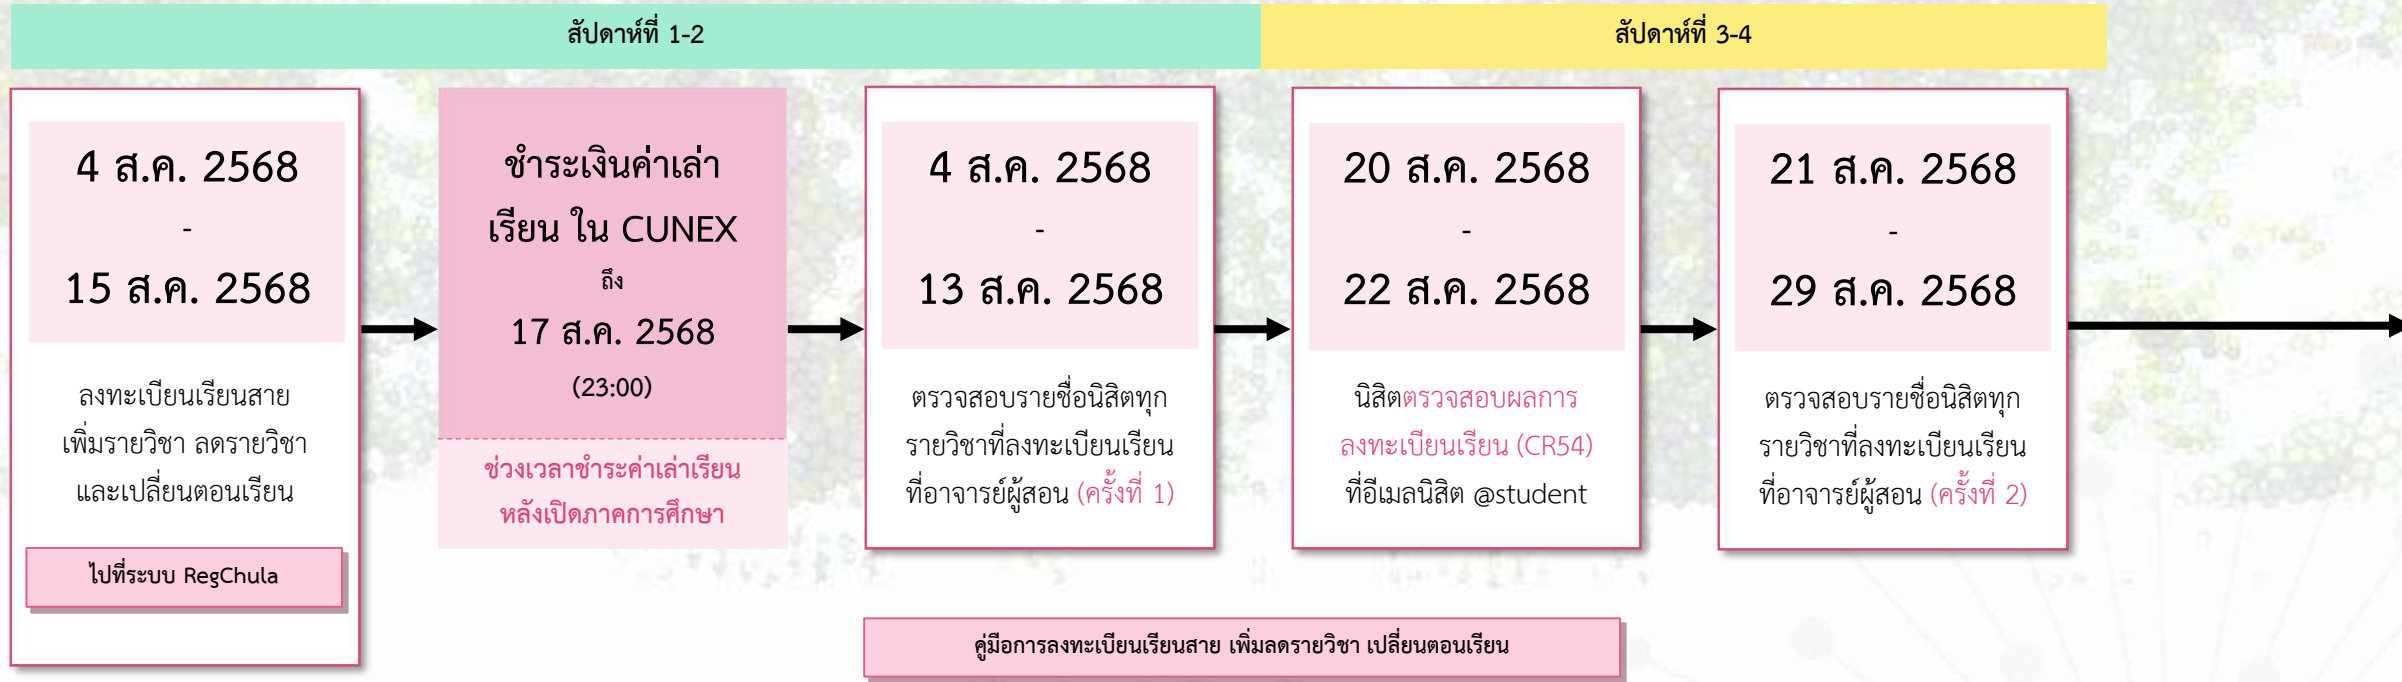 สัปดาห์ที่ 1-2
สัปดาห์ที่ 3-4
4 ส.ค. 2568
-
15 ส.ค. 2568
ลงทะเบียนเรียนสาย
เพิ่มรายวิชา ลดรายวิชา
และเปลี่ยนตอนเรียน
ไปที่ระบบ RegChula
ชำระเงินค่าเล่า
เรียน ใน CUNEX
ถึง
17 ส.ค. 2568
(23:00)
ช่วงเวลาชำระค่าเล่าเรียน
หลังเปิดภาคการศึกษา
4 ส.ค. 2568
-
13 ส.ค. 2568
ตรวจสอบรายชื่อนิสิตทุก
รายวิชาที่ลงทะเบียนเรียน
ที่อาจารย์ผู้สอน (ครั้งที่ 1)
20 ส.ค. 2568
-
22 ส.ค. 2568
นิสิตตรวจสอบผลการ
ลงทะเบียนเรียน (CR54)
ที่อีเมลนิสิต @student
21 ส.ค. 2568
-
29 ส.ค. 2568
ตรวจสอบรายชื่อนิสิตทุก
รายวิชาที่ลงทะเบียนเรียน
ที่อาจารย์ผู้สอน (ครั้งที่ 2)
คู่มือการลงทะเบียนเรียนสาย เพิ่มลดรายวิชา เปลี่ยนตอนเรียน